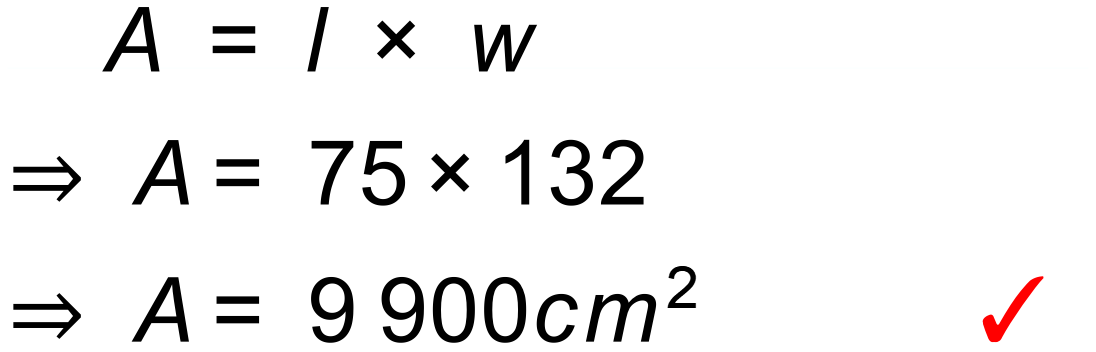 A = l × w
⇒ A = 75 × 132
⇒ A = 9 900cm² ✓